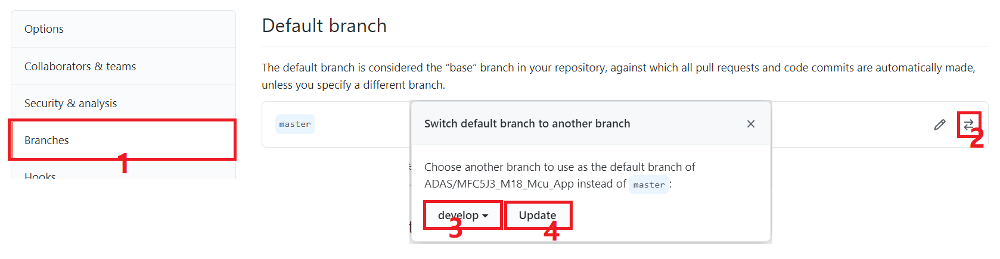 Options
Collaborators & teams
Security & analysis
Branches
1
Hooks
Default branch
The default branch is considered the “base” branch in your repository, against which all pull requests and code commits are automatically made,
unless you specify a different branch.
master
2
Switch default branch to another branch
Choose another branch to use as the default branch of
ADAS/MFC5J3_M18_Mcu_App instead of master:
develop Update
3 4